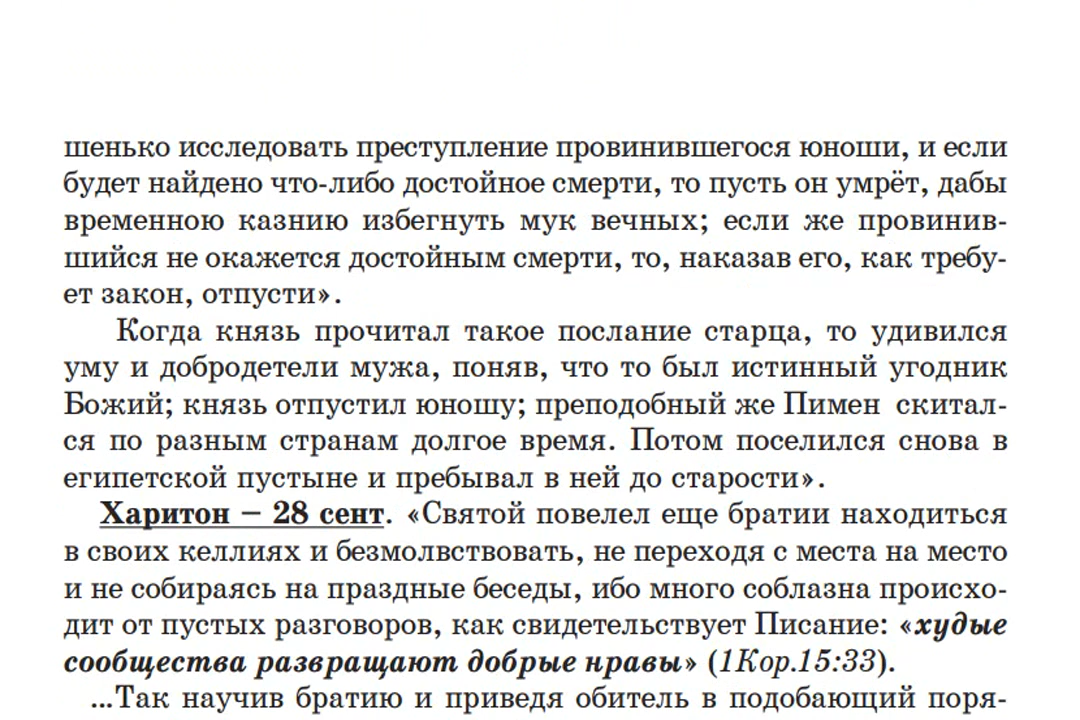 шенько исследовать преступление провинившегося юноши, и если
будет найдено что-либо достойное смерти, то пусть он умрёт, дабы
временною казнию избегнуть мук вечных; если же провинив-
шийся не окажется достойным смерти, то, наказав его, как требу-
ет закон, отпусти».
Когда князь прочитал такое послание старца, то удивился
уму и добродетели мужа, поняв, что то был истинный угодник
Божий; князь отпустил юношу; преподобный же Пимен скитал-
ся по разным странам долгое время. Потом поселился снова в
египетской пустыне и пребывал в ней до старости».
Харитон – 28 сент. «Святой повелел еще братии находиться
в своих келлиях и безмолвствовать, не переходя с места на место
и не собираясь на праздные беседы, ибо много соблазна происхо-
дит от пустых разговоров, как свидетельствует Писание: «худые
сообщества развращают добрые нравы» (1Кор.15:33).
...Так научив братию и приведя обитель в подобающий поря-